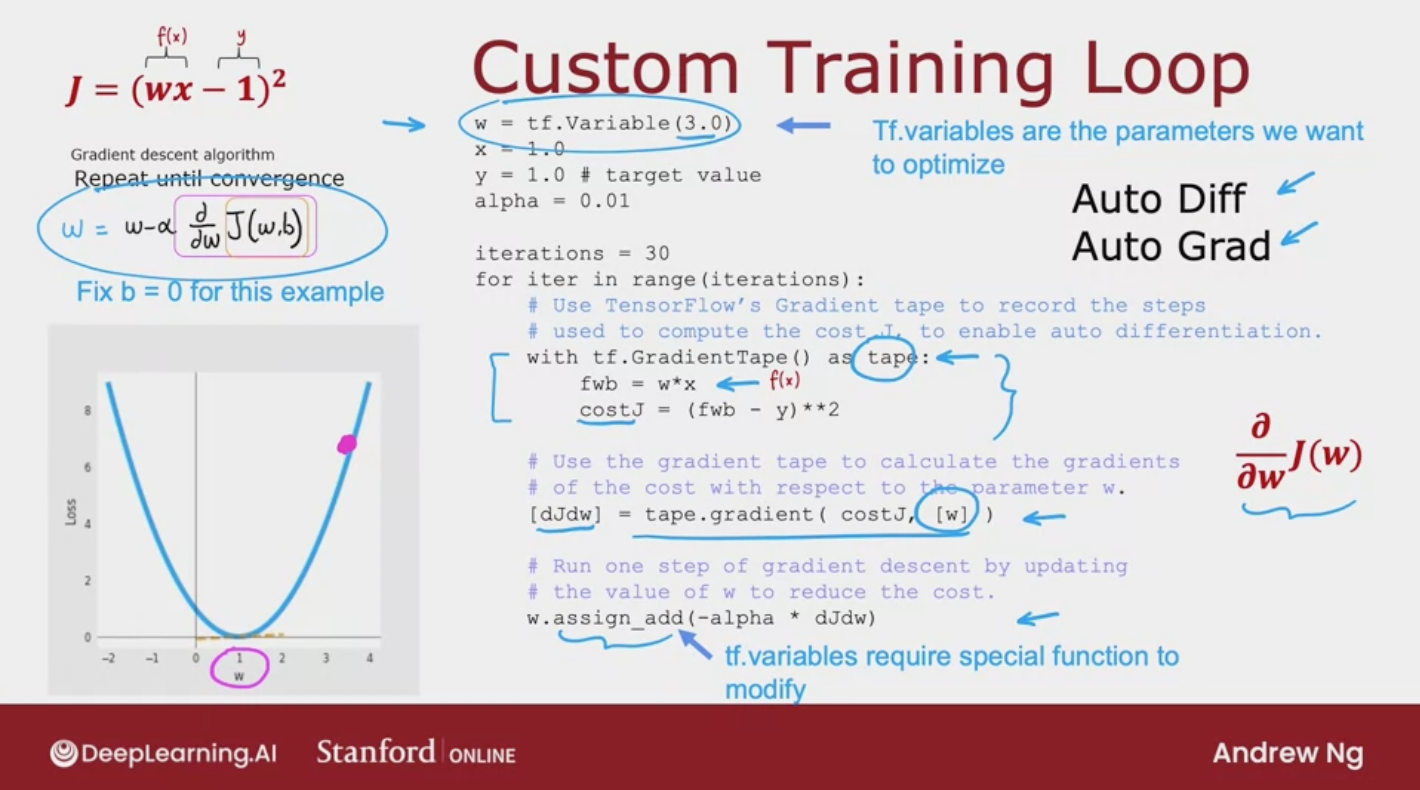 Custom Training Loop
f(x)
y
J = (wx − 1)²
Gradient descent algorithm
Repeat until convergence
w = w-α ∂/∂w J(w,b)
Fix b = 0 for this example
Loss
8
6
4
2
0
−2 −1 0 1 2 3 4
w
w = tf.Variable(3.0)
x = 1.0
y = 1.0 # target value
alpha = 0.01
Tf.variables are the parameters we want
to optimize
Auto Diff
Auto Grad
iterations = 30
for iter in range(iterations):
# Use TensorFlow’s Gradient tape to record the steps
# used to compute the cost J, to enable auto differentiation.
with tf.GradientTape() as tape:
fwb = w*x
f(x)
costJ = (fwb - y)**2
# Use the gradient tape to calculate the gradients
# of the cost with respect to the parameter w.
[dJdw] = tape.gradient( costJ, [w] )
∂/∂w J(w)
# Run one step of gradient descent by updating
# the value of w to reduce the cost.
w.assign_add(-alpha * dJdw)
tf.variables require special function to
modify
DeepLearning.AI
Stanford ONLINE
Andrew Ng